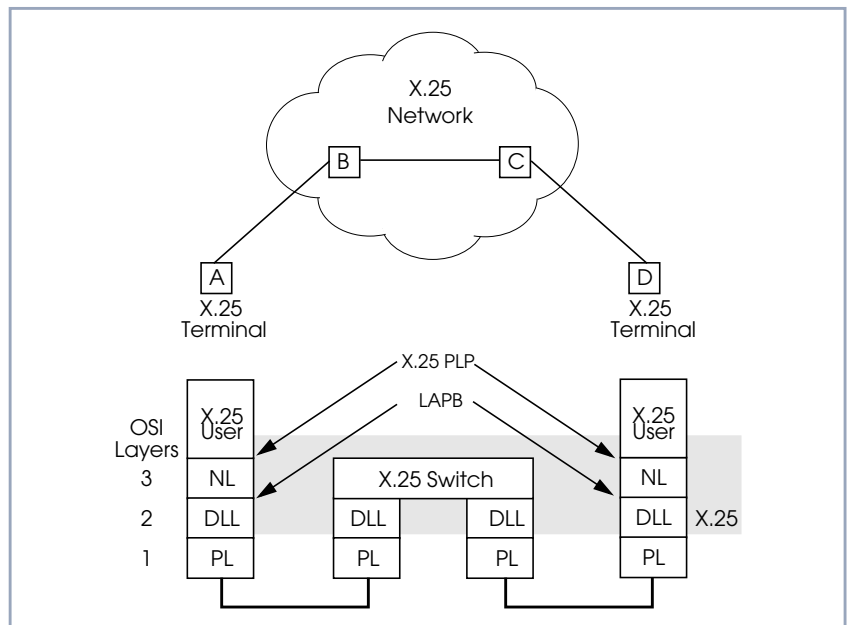 X.25
Network
B
C
A
D
X.25
Terminal
X.25
Terminal
X.25 PLP
LAPB
X.25
User
X.25
User
OSI
Layers
3
NL
X.25 Switch
NL
2
DLL
DLL
DLL
DLL
X.25
1
PL
PL
PL
PL